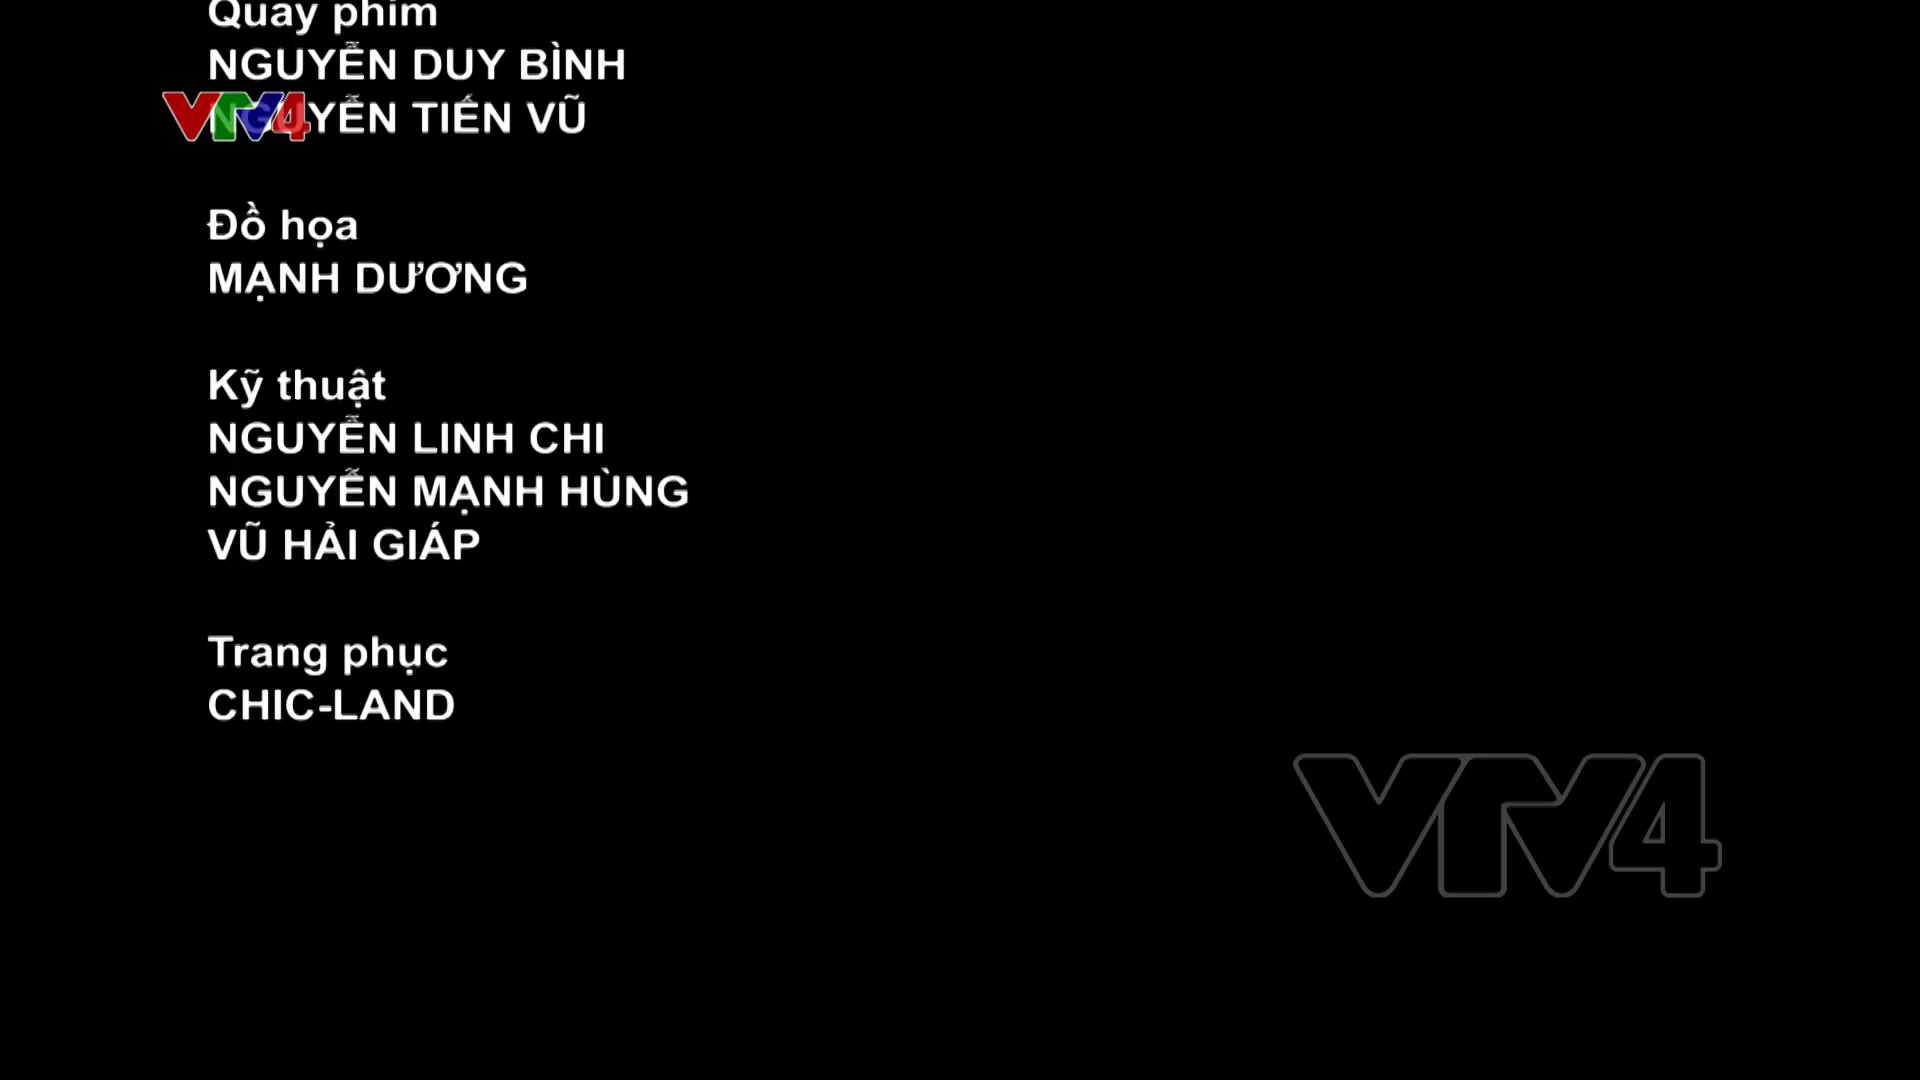 Quay phim
NGUYỄN DUY BÌNH
NGUYỄN TIẾN VŨ
VTV4
Đồ họa
MẠNH DƯƠNG
Kỹ thuật
NGUYỄN LINH CHI
NGUYỄN MẠNH HÙNG
VŨ HẢI GIÁP
Trang phục
CHIC-LAND
VTV4